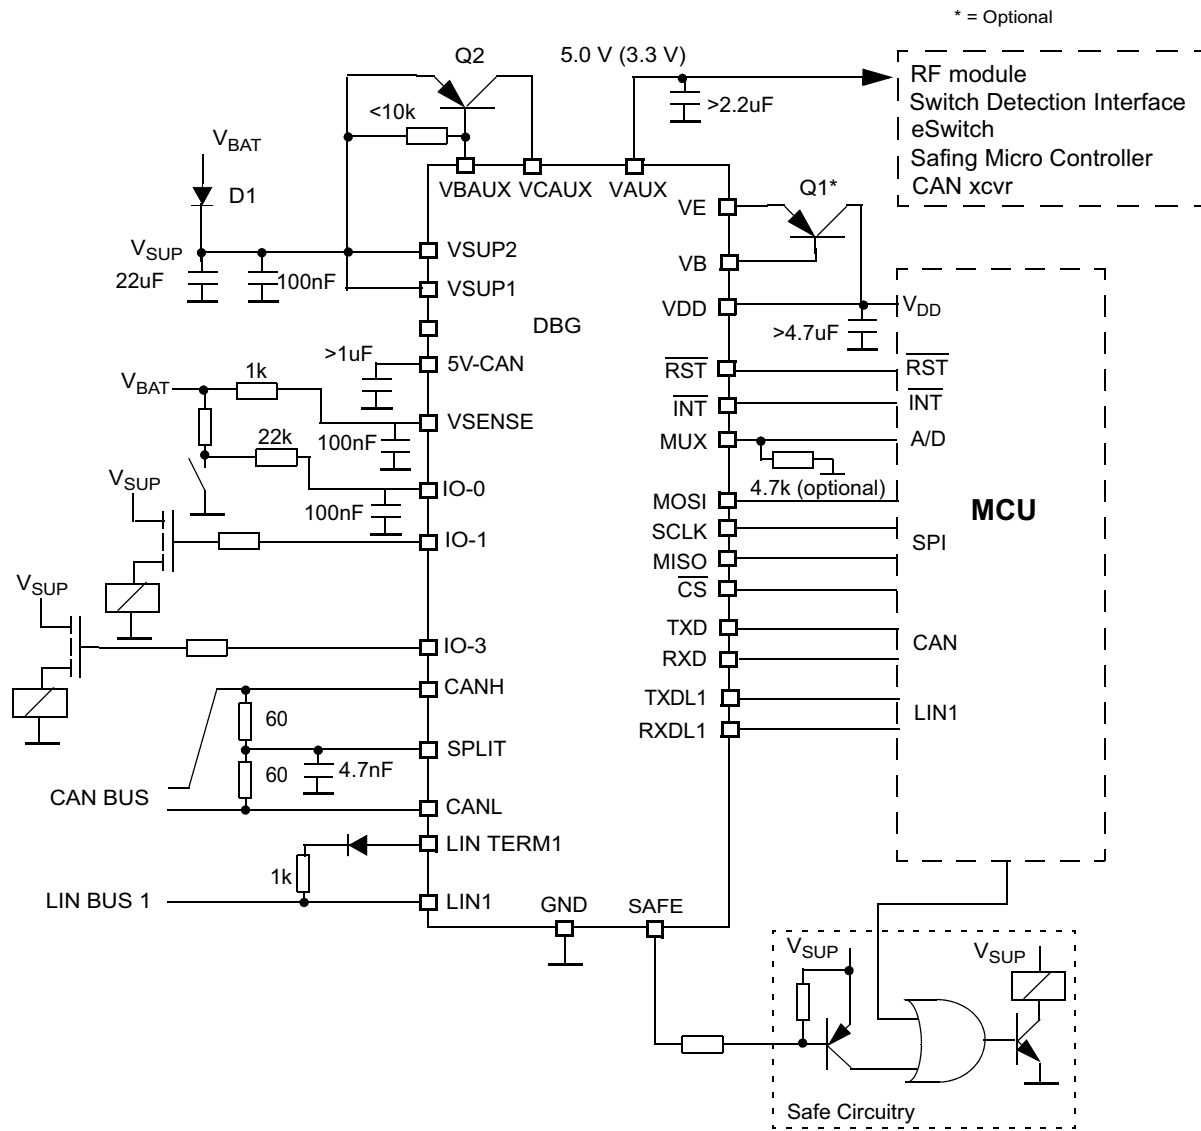 * = Optional
Q2
5.0 V (3.3 V)
RF module
Switch Detection Interface
eSwitch
Safing Micro Controller
CAN xcvr
>2.2uF
<10k
VBAT
D1
VBAUX VCAUX VAUX
Q1*
VE
VSUP
VSUP2
VB
22uF
100nF
VSUP1
VDD
VDD
DBG
>4.7uF
>1uF
5V-CAN
RST
RST
VBAT
1k
INT
INT
VSENSE
MUX
A/D
22k
100nF
4.7k (optional)
VSUP
IO-0
MOSI
100nF
MCU
SCLK
SPI
IO-1
MISO
CS
VSUP
TXD
CAN
IO-3
RXD
CANH
TXDL1
LIN1
60
RXDL1
SPLIT
60
4.7nF
CAN BUS
CANL
LIN TERM1
1k
LIN BUS 1
LIN1
GND
SAFE
VSUP
VSUP
Safe Circuitry